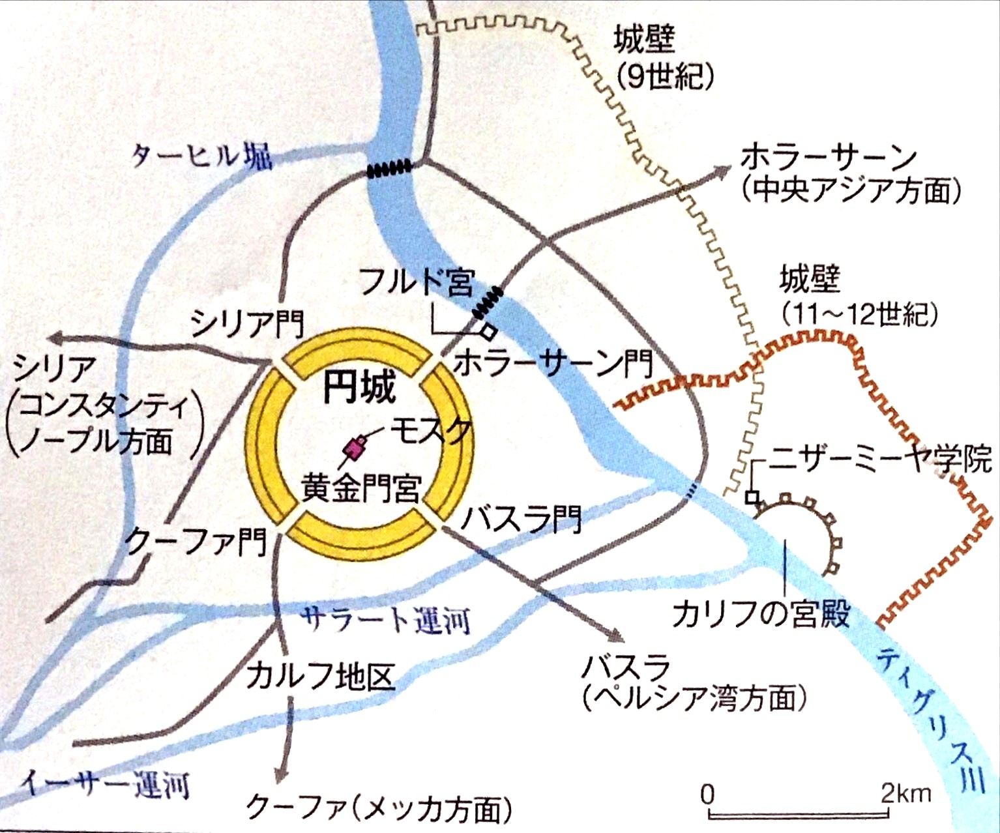 城壁
(9世紀)
ターヒル堀
ホラーサーン
(中央アジア方面)
フルド宮
城壁
(11〜12世紀)
シリア門
ホラーサーン門
シリア
(コンスタンティ
ノープル方面)
円城
モスク
ニザーミーヤ学院
黄金門宮
バスラ門
クーファ門
カリフの宮殿
サラート運河
カルフ地区
バスラ
(ペルシア湾方面)
ティグリス川
イーサー運河
クーファ(メッカ方面)
0 2km